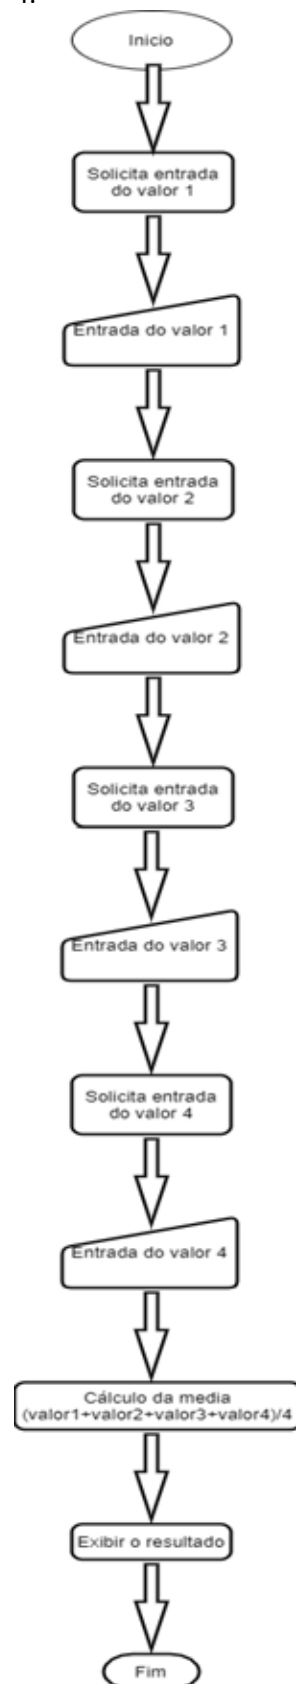 Inicio
Solicita entrada
do valor 1
Entrada do valor 1
Solicita entrada
do valor 2
Entrada do valor 2
Solicita entrada
do valor 3
Entrada do valor 3
Solicita entrada
do valor 4
Entrada do valor 4
Cálculo da media
(valor1+valor2+valor3+valor4)/4
Exibir o resultado
Fim